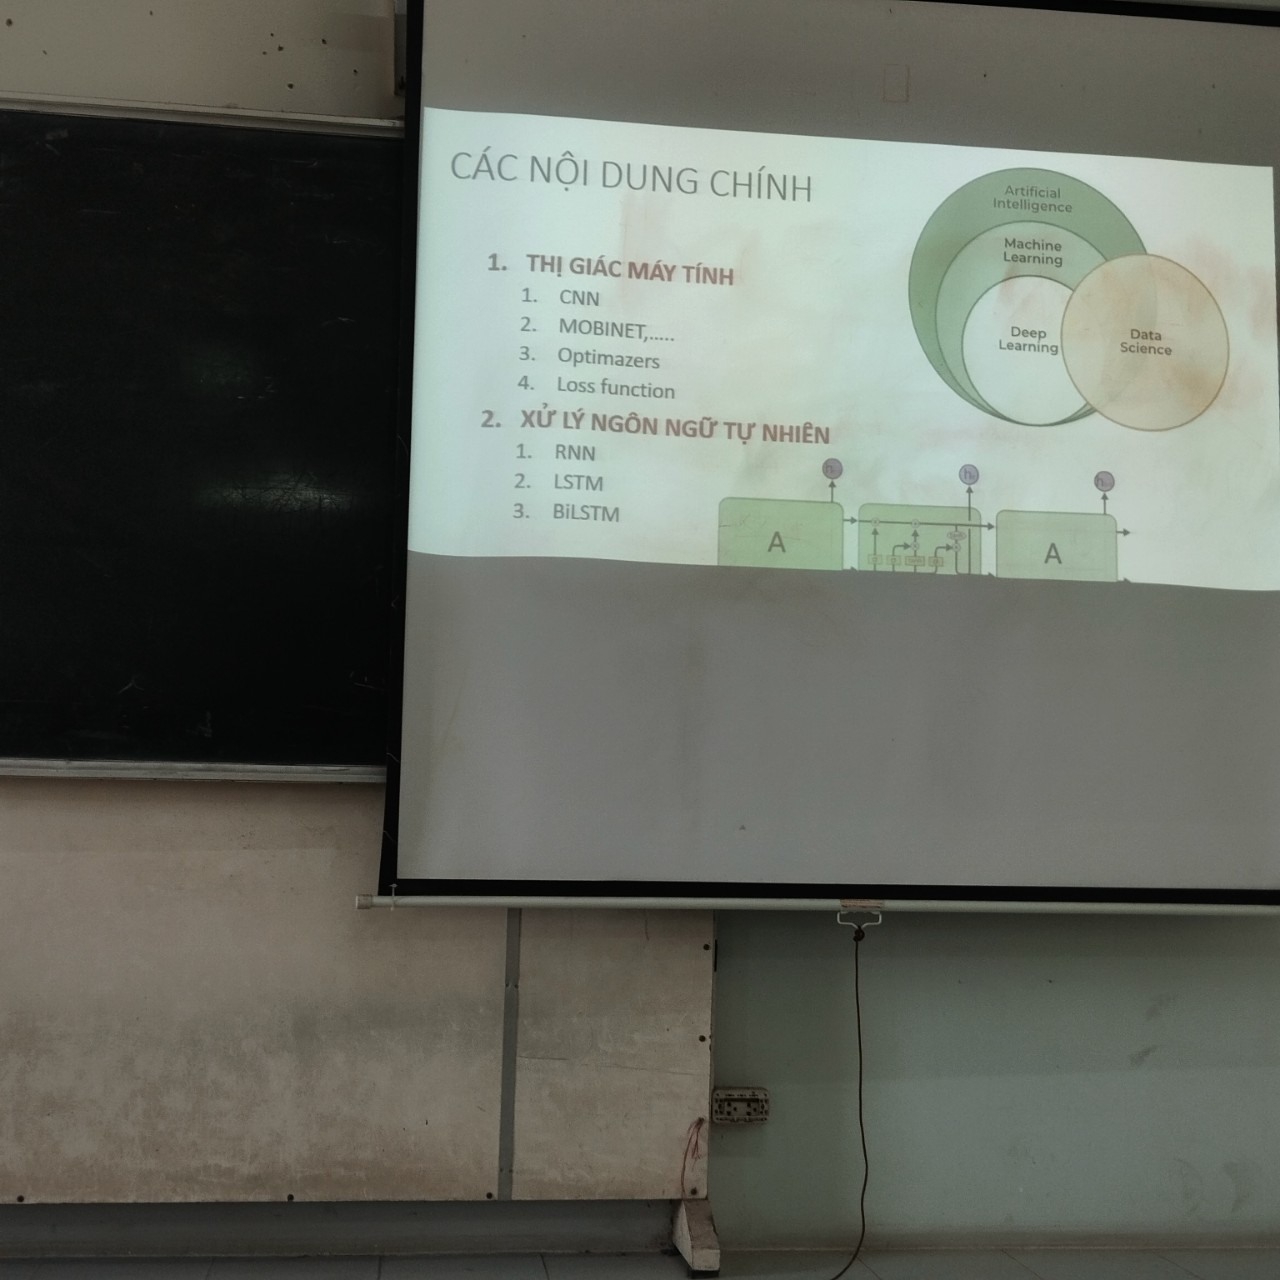 CÁC NỘI DUNG CHÍNH
1. THỊ GIÁC MÁY TÍNH
1. CNN
2. MOBINET,.....
3. Optimazers
4. Loss function
2. XỬ LÝ NGÔN NGỮ TỰ NHIÊN
1. RNN
2. LSTM
3. BiLSTM
Artificial
Intelligence
Machine
Learning
Deep
Learning
Data
Science
A
A